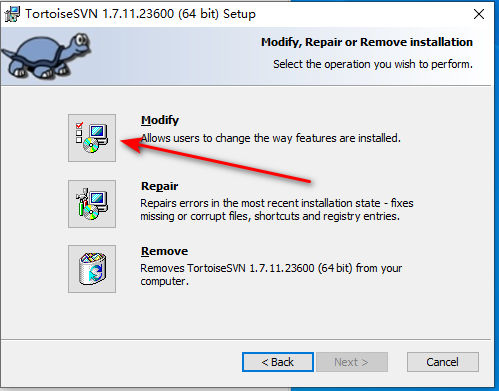 TortoiseSVN 1.7.11.23600 (64 bit) Setup
Modify, Repair or Remove installation
Select the operation you wish to perform.
Modify
Allows users to change the way features are installed.
Repair
Repairs errors in the most recent installation state - fixes
missing or corrupt files, shortcuts and registry entries.
Remove
Removes TortoiseSVN 1.7.11.23600 (64 bit) from your
computer.
< Back
Next >
Cancel